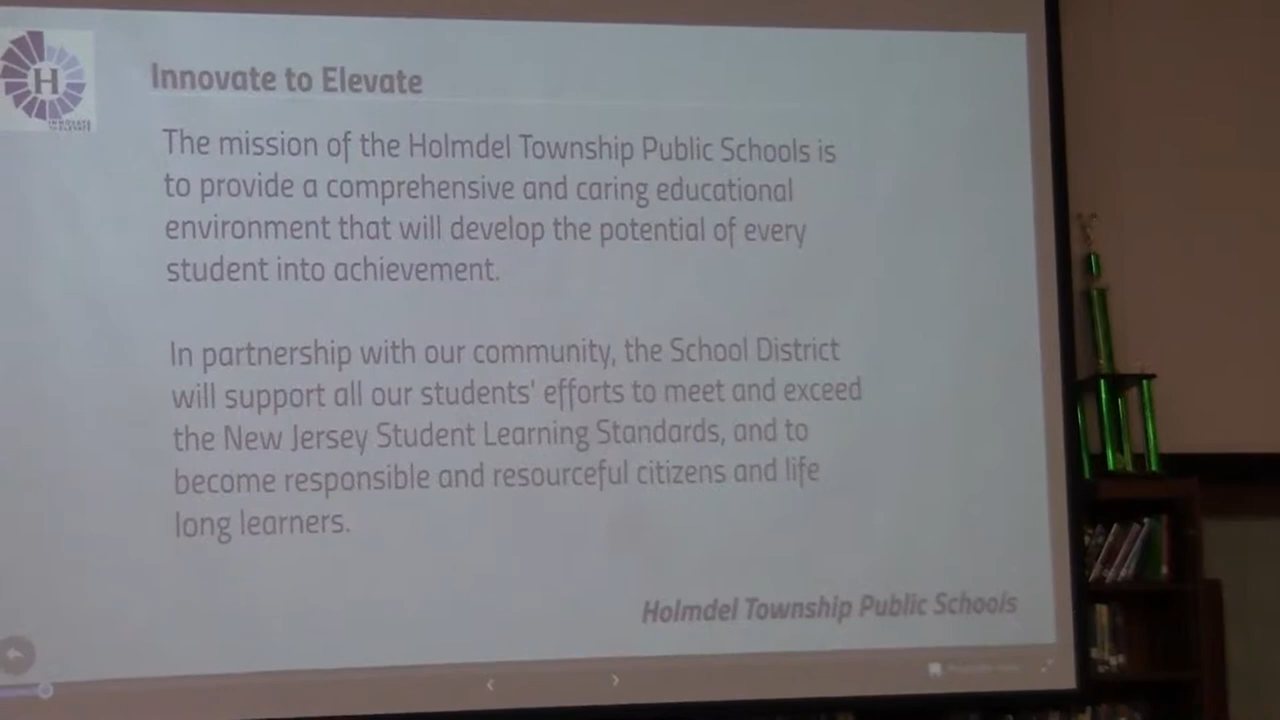 H
INNOVATE
TO ELEVATE
Innovate to Elevate
The mission of the Holmdel Township Public Schools is
to provide a comprehensive and caring educational
environment that will develop the potential of every
student into achievement.
In partnership with our community, the School District
will support all our students' efforts to meet and exceed
the New Jersey Student Learning Standards, and to
become responsible and resourceful citizens and life
long learners.
Holmdel Township Public Schools